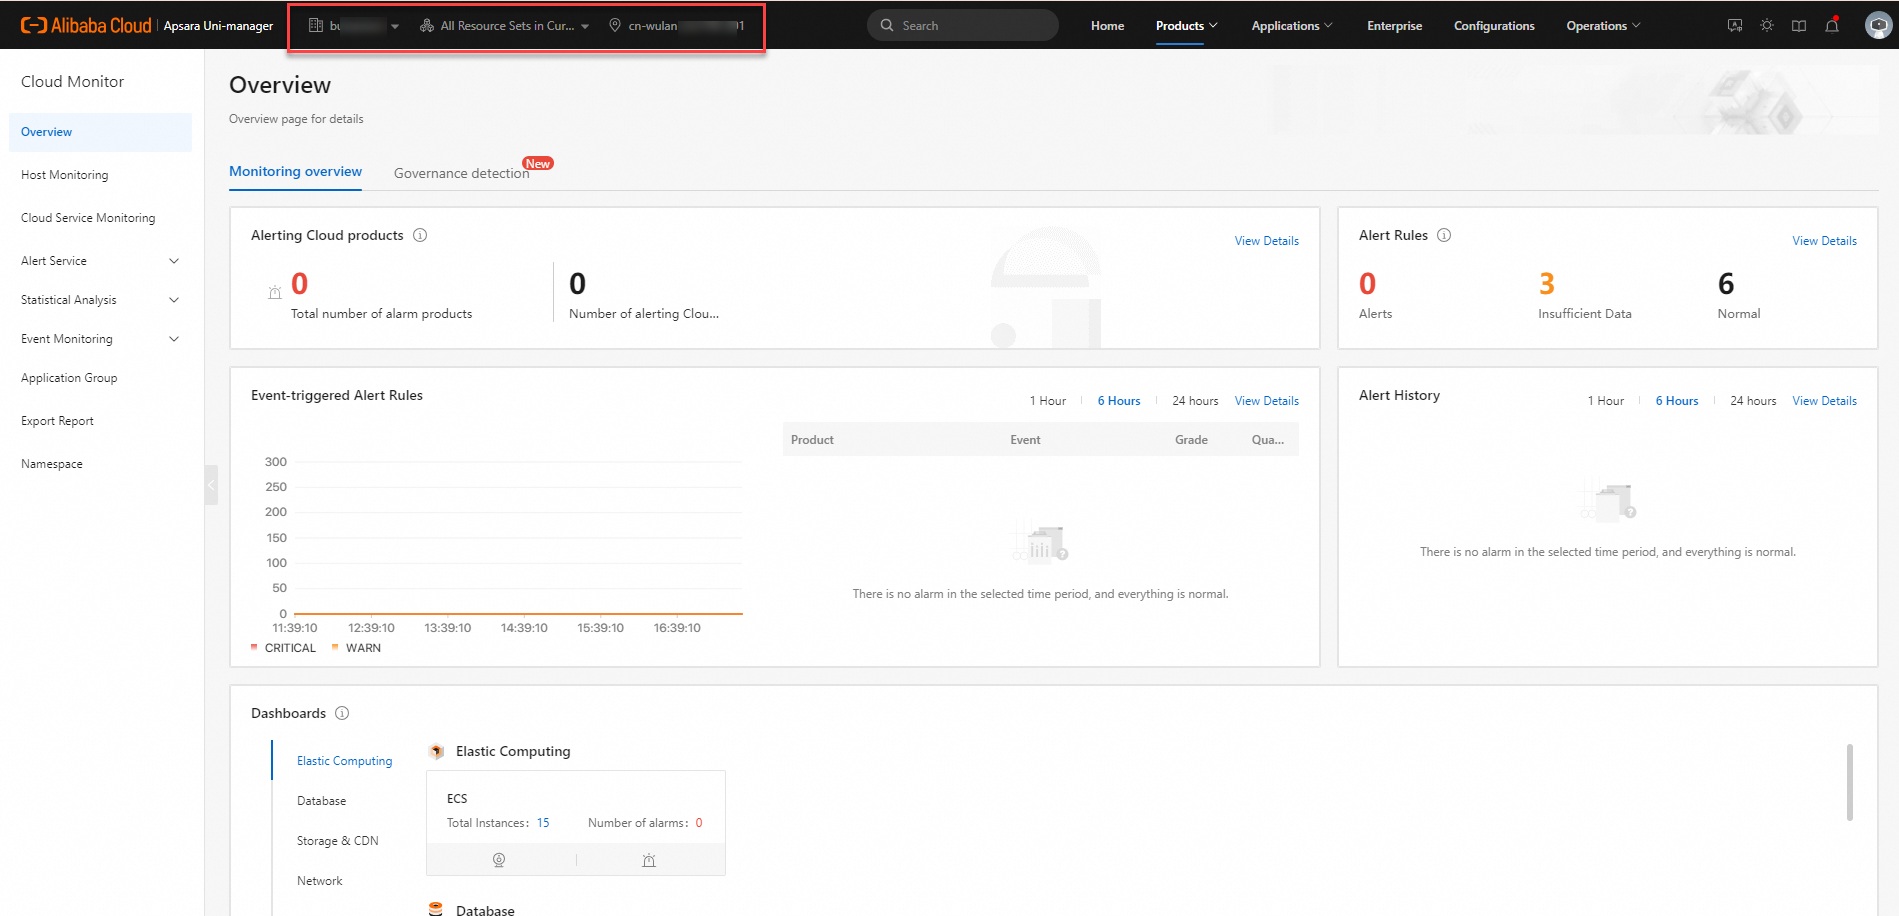 Alibaba Cloud | Apsara Uni-manager
All Resource Sets in Cur...
cn-wulan
Search
Home
Products
Applications
Enterprise
Configurations
Operations
Cloud Monitor
Overview
Host Monitoring
Cloud Service Monitoring
Alert Service
Statistical Analysis
Event Monitoring
Application Group
Export Report
Namespace
Overview
Overview page for details
Monitoring overview
Governance detection
New
Alerting Cloud products
View Details
0
Total number of alarm products
0
Number of alerting Clou...
Alert Rules
View Details
0
Alerts
3
Insufficient Data
6
Normal
Event-triggered Alert Rules
1 Hour
6 Hours
24 hours
View Details
300
250
200
150
100
50
0
11:39:10
12:39:10
13:39:10
14:39:10
15:39:10
16:39:10
CRITICAL
WARN
Product
Event
Grade
Qua...
There is no alarm in the selected time period, and everything is normal.
Alert History
1 Hour
6 Hours
24 hours
View Details
There is no alarm in the selected time period, and everything is normal.
Dashboards
Elastic Computing
Database
Storage & CDN
Network
Elastic Computing
ECS
Total Instances: 15
Number of alarms: 0
Database